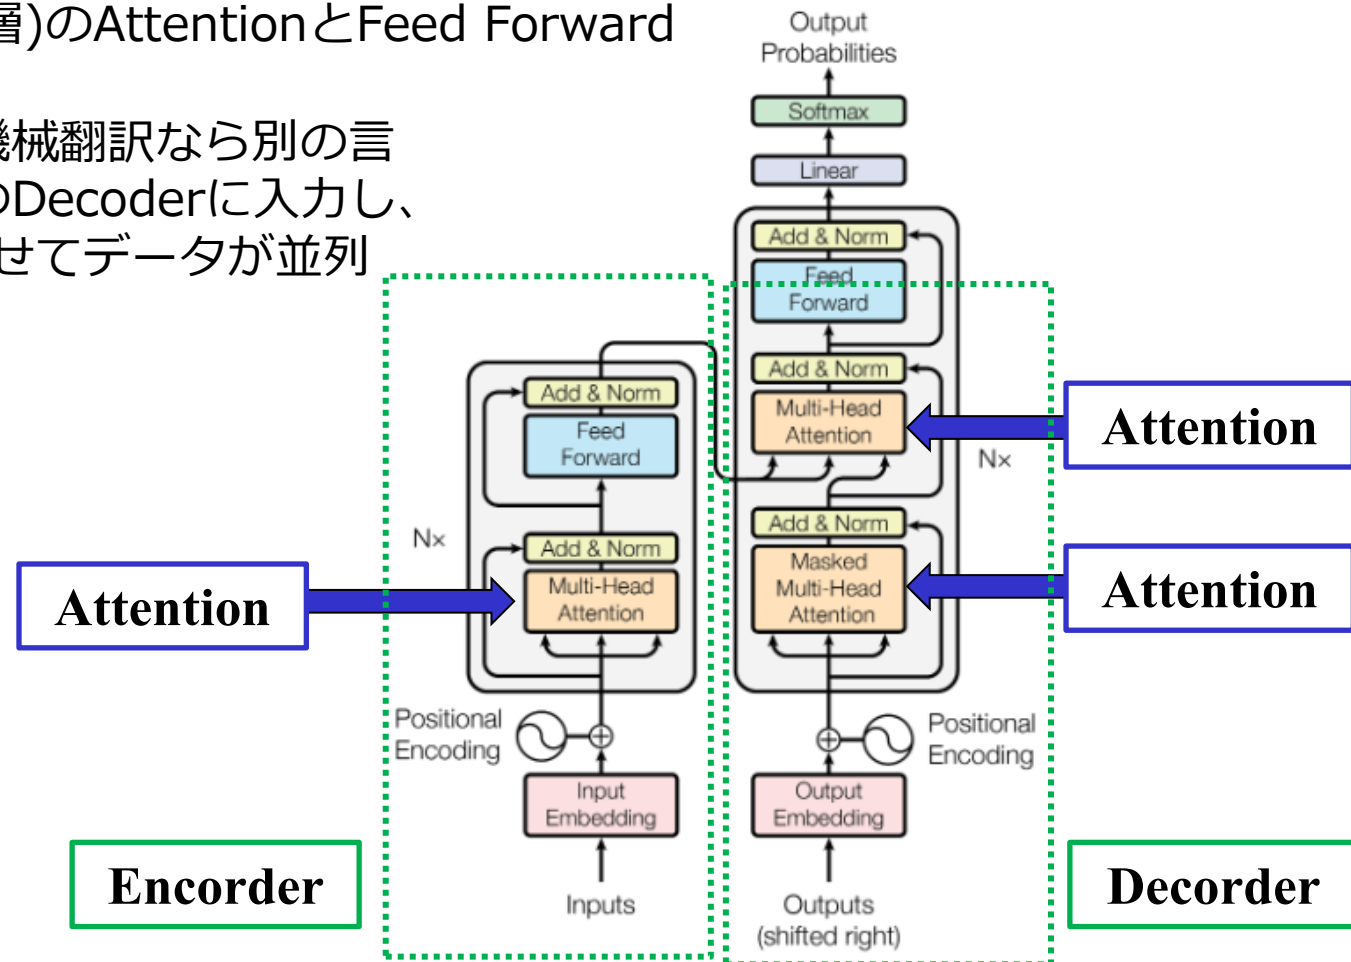 層)のAttentionとFeed Forward
機械翻訳なら別の言
のDecoderに入力し、
せてデータが並列
Output
Probabilities
Softmax
Linear
Add & Norm
Feed
Forward
Add & Norm
Multi-Head
Attention
Attention
N×
Add & Norm
Masked
Multi-Head
Attention
Attention
Positional
Encoding
Output
Embedding
Outputs
(shifted right)
Decorder
Add & Norm
Feed
Forward
N×
Add & Norm
Multi-Head
Attention
Attention
Positional
Encoding
Input
Embedding
Inputs
Encorder